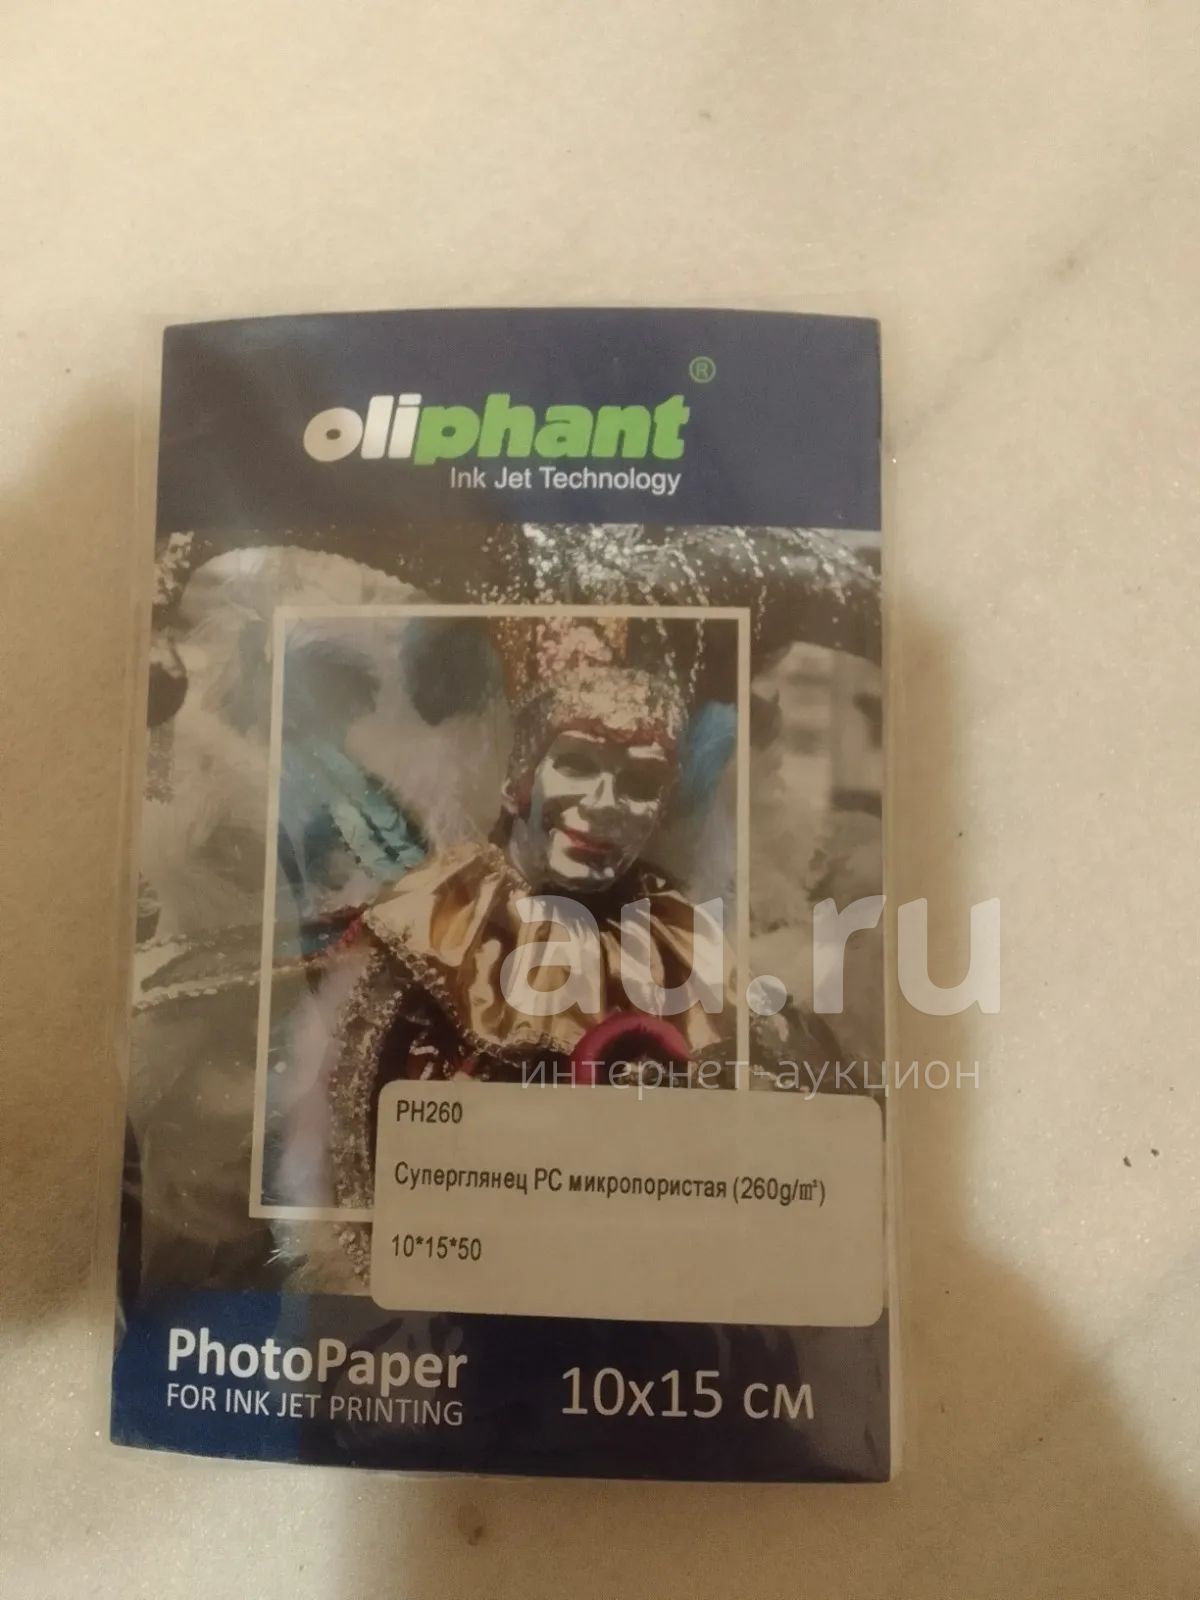 oliphant ®
Ink Jet Technology
au.ru
интернет-аукцион
PH260
Суперглянец PC микропористая (260g/m²)
10*15*50
PhotoPaper
FOR INK JET PRINTING
10x15 см